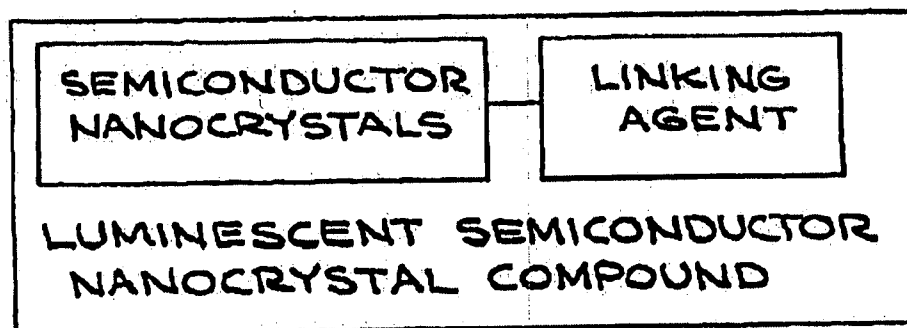 SEMICONDUCTOR
NANOCRYSTALS
LINKING
AGENT
LUMINESCENT SEMICONDUCTOR
NANOCRYSTAL COMPOUND